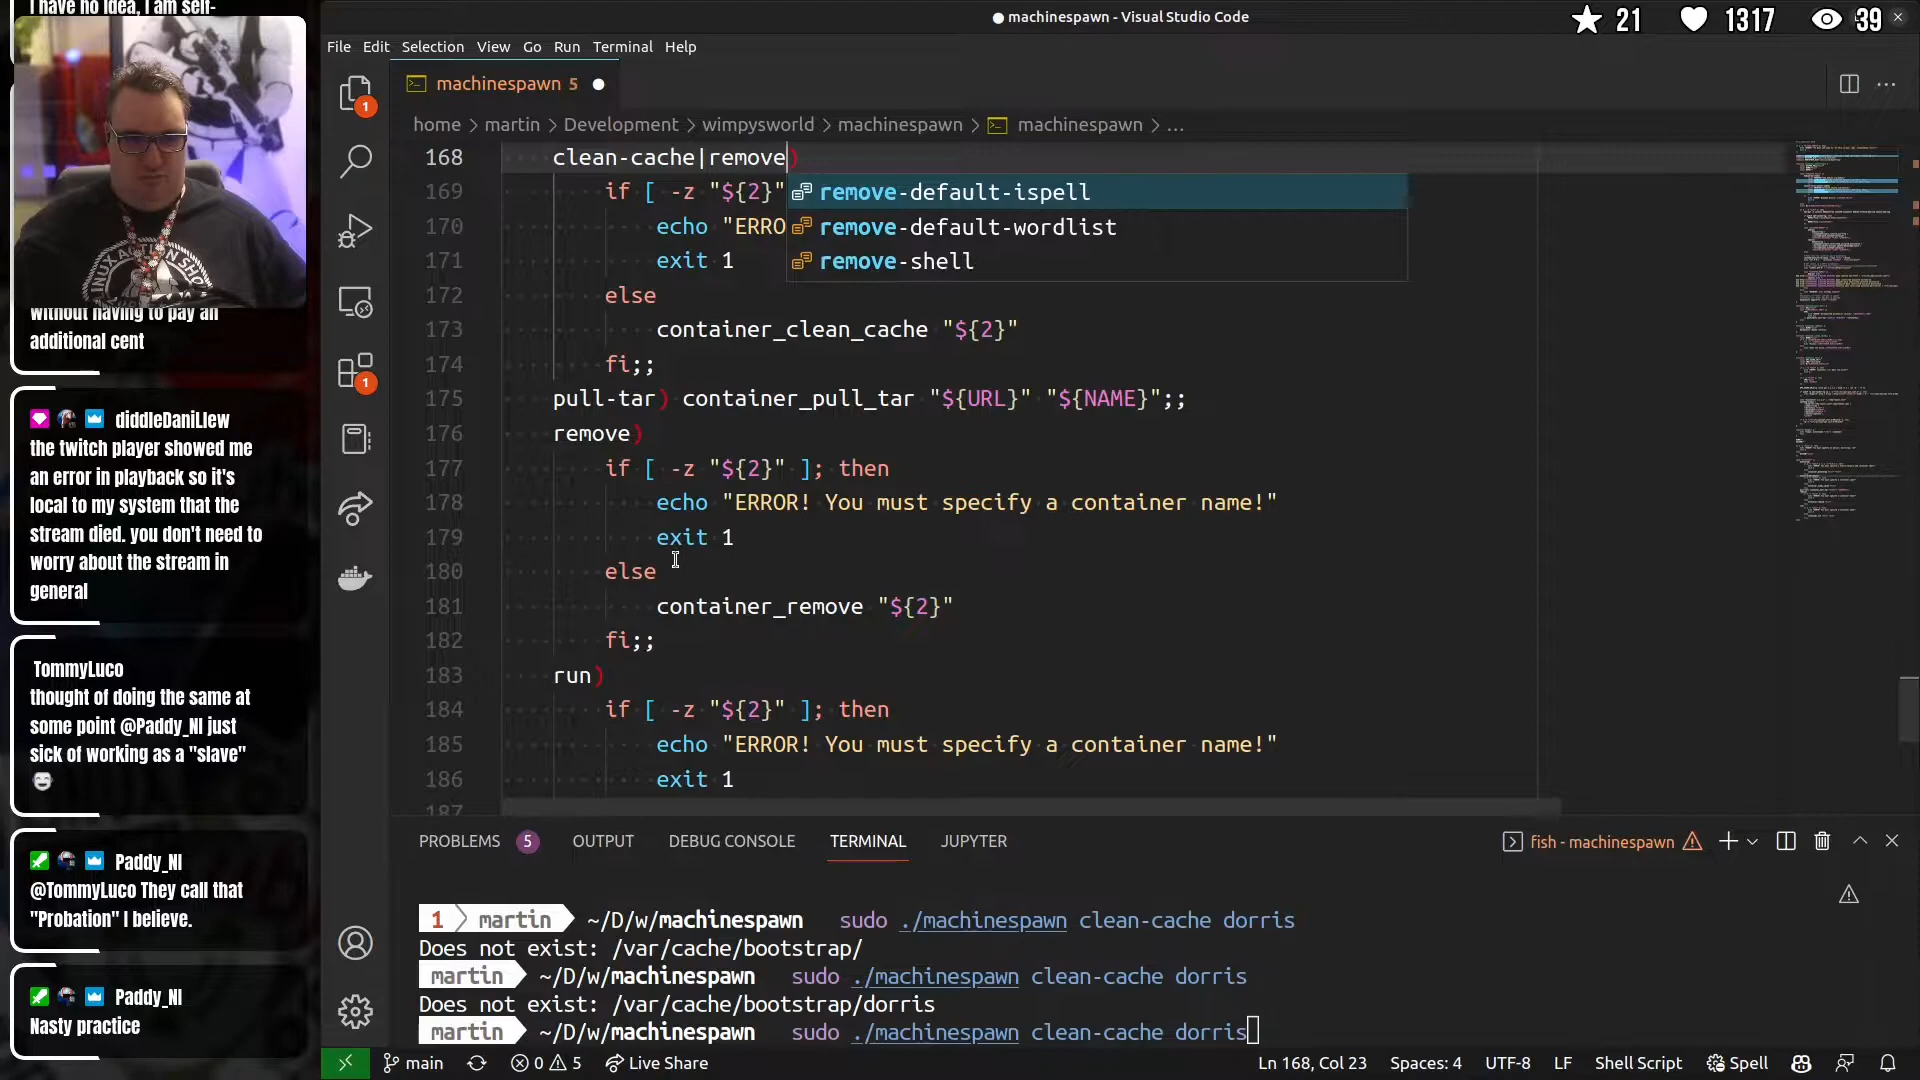 I have no idea, I am self-
without having to pay an
additional cent
diddleDaniLlew
the twitch player showed me
an error in playback so it's
local to my system that the
stream died. you don't need to
worry about the stream in
general
TommyLuco
thought of doing the same at
some point @Paddy_NI just
sick of working as a "slave"
Paddy_NI
@TommyLuco They call that
"Probation" I believe.
Paddy_NI
Nasty practice
machinespawn - Visual Studio Code
21 1317 39
File Edit Selection View Go Run Terminal Help
machinespawn 5
home > martin > Development > wimpysworld > machinespawn > machinespawn > ...
168 clean-cache|remove)
169 if [ -z "${2}"
170 echo "ERRO
171 exit 1
remove-default-ispell
remove-default-wordlist
remove-shell
172 else
173 container_clean_cache "${2}"
174 fi;;
175 pull-tar) container_pull_tar "${URL}" "${NAME}";;
176 remove)
177 if [ -z "${2}" ]; then
178 echo "ERROR! You must specify a container name!"
179 exit 1
180 else
181 container_remove "${2}"
182 fi;;
183 run)
184 if [ -z "${2}" ]; then
185 echo "ERROR! You must specify a container name!"
186 exit 1
187
PROBLEMS 5 OUTPUT DEBUG CONSOLE TERMINAL JUPYTER
fish - machinespawn
1 martin ~/D/w/machinespawn sudo ./machinespawn clean-cache dorris
Does not exist: /var/cache/bootstrap/
martin ~/D/w/machinespawn sudo ./machinespawn clean-cache dorris
Does not exist: /var/cache/bootstrap/dorris
martin ~/D/w/machinespawn sudo ./machinespawn clean-cache dorris
main 0 5 Live Share Ln 168, Col 23 Spaces: 4 UTF-8 LF Shell Script Spell